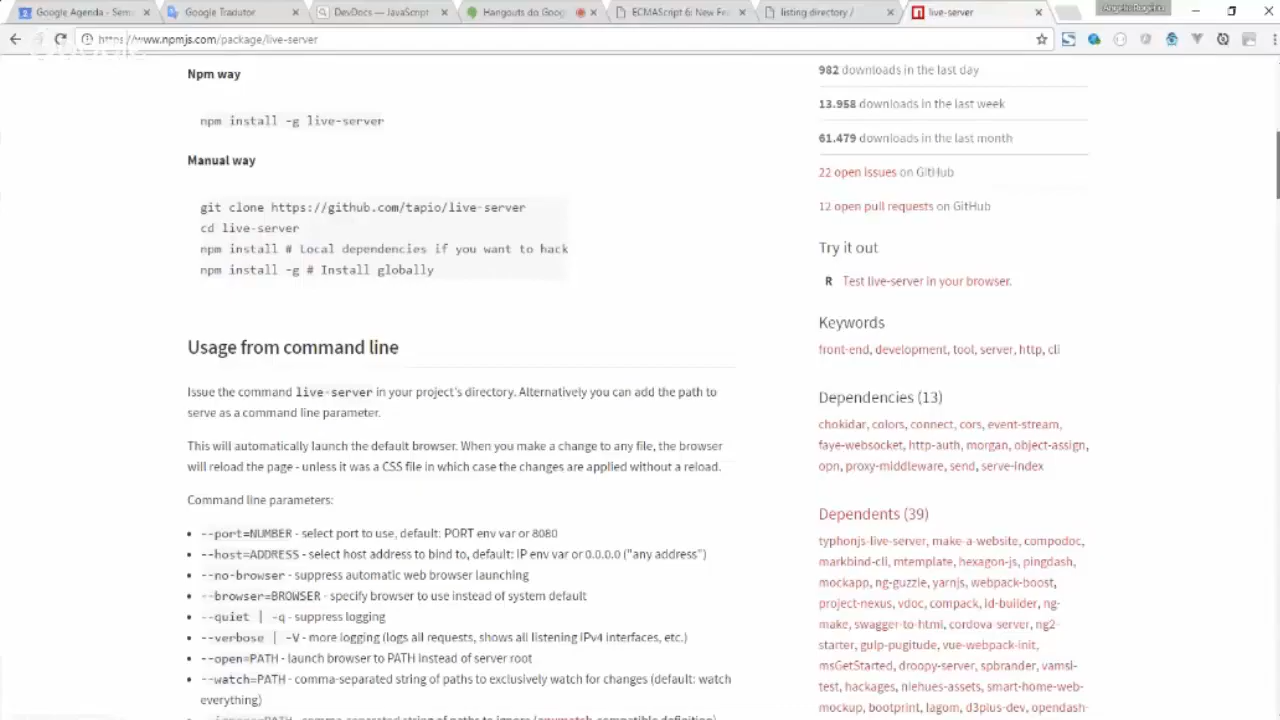 Google Agenda - Sem
Google Tradutor
DevDocs — JavaScript
Hangouts do Goog
ECMAScript 6: New Fea
listing directory /
live-server
https://www.npmjs.com/package/live-server
Npm way
npm install -g live-server
Manual way
git clone https://github.com/tapio/live-server
cd live-server
npm install # Local dependencies if you want to hack
npm install -g # Install globally
Usage from command line
Issue the command live-server in your project's directory. Alternatively you can add the path to
serve as a command line parameter.
This will automatically launch the default browser. When you make a change to any file, the browser
will reload the page - unless it was a CSS file in which case the changes are applied without a reload.
Command line parameters:
--port=NUMBER - select port to use, default: PORT env var or 8080
--host=ADDRESS - select host address to bind to, default: IP env var or 0.0.0.0 ("any address")
--no-browser - suppress automatic web browser launching
--browser=BROWSER - specify browser to use instead of system default
--quiet | -q - suppress logging
--verbose | -V - more logging (logs all requests, shows all listening IPv4 interfaces, etc.)
--open=PATH - launch browser to PATH instead of server root
--watch=PATH - comma-separated string of paths to exclusively watch for changes (default: watch
everything)
--ignore=PATH - comma-separated string of paths to ignore (anymatch-compatible definition)
982 downloads in the last day
13.958 downloads in the last week
61.479 downloads in the last month
22 open issues on GitHub
12 open pull requests on GitHub
Try it out
R Test live-server in your browser.
Keywords
front-end, development, tool, server, http, cli
Dependencies (13)
chokidar, colors, connect, cors, event-stream,
faye-websocket, http-auth, morgan, object-assign,
opn, proxy-middleware, send, serve-index
Dependents (39)
typhonjs-live-server, make-a-website, compodoc,
markbind-cli, mtemplate, hexagon-js, pingdash,
mockapp, ng-guzzle, yarnjs, webpack-boost,
project-nexus, vdoc, compack, id-builder, ng-
make, swagger-to-html, cordova-server, ng2-
starter, gulp-pugitude, vue-webpack-init,
msGetStarted, droopy-server, spbrander, vamsi-
test, hackages, niehues-assets, smart-home-web-
mockup, bootprint, lagom, d3plus-dev, opendash-